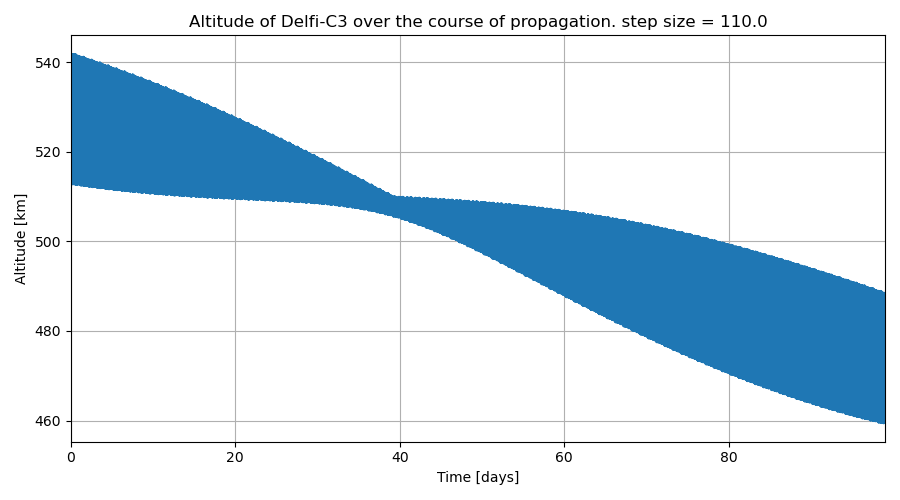 Altitude of Delfi-C3 over the course of propagation. step size = 110.0
Altitude [km]
540
520
500
480
460
0 20 40 60 80
Time [days]